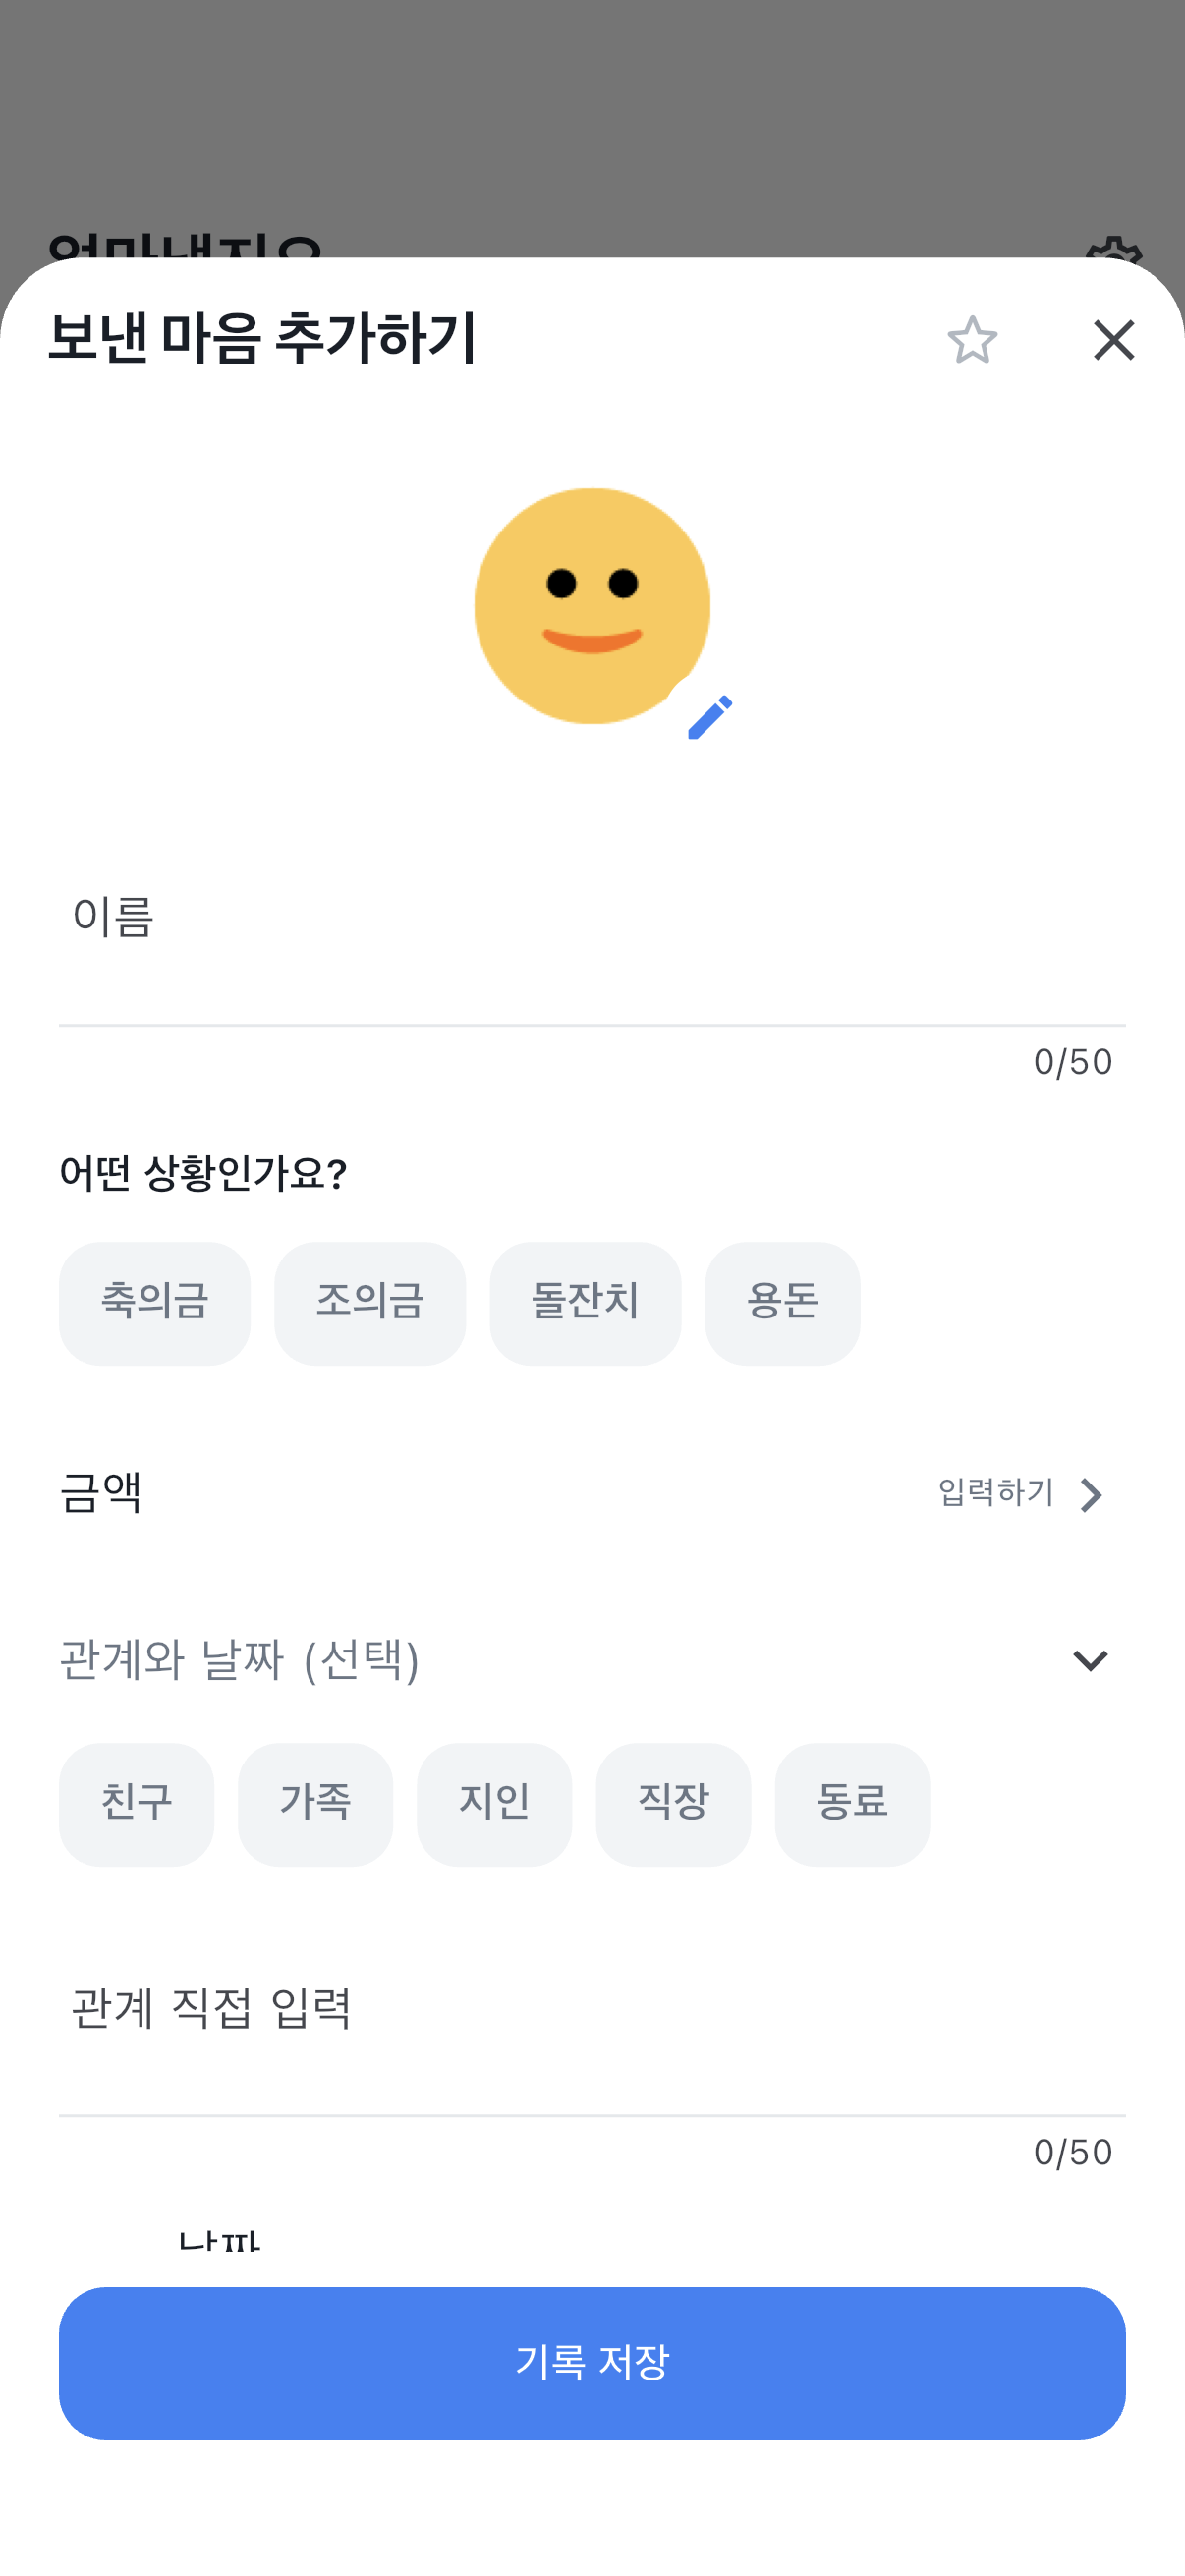 보낸 마음 추가하기
이름
0/50
어떤 상황인가요?
축의금 조의금 돌잔치 용돈
금액 입력하기
관계와 날짜 (선택)
친구 가족 지인 직장 동료
관계 직접 입력
0/50
기록 저장